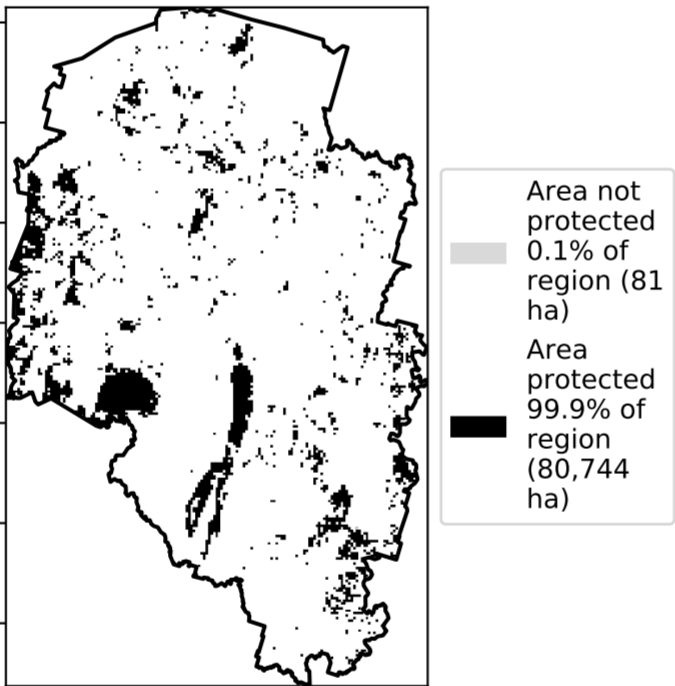 Area not
protected
0.1% of
region (81
ha)
Area
protected
99.9% of
region
(80,744
ha)